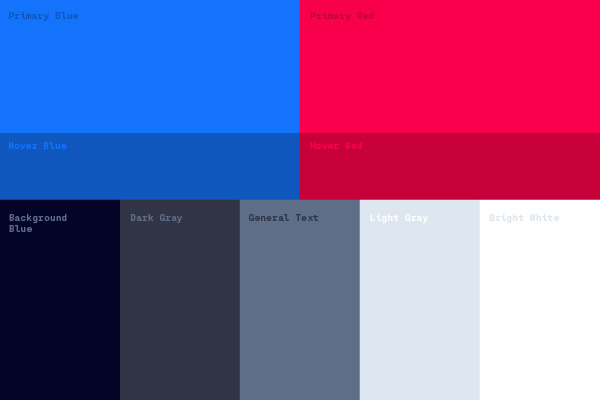 Primary Blue
Primary Red
Hover Blue
Hover Red
Background
Blue
Dark Gray
General Text
Light Gray
Bright White